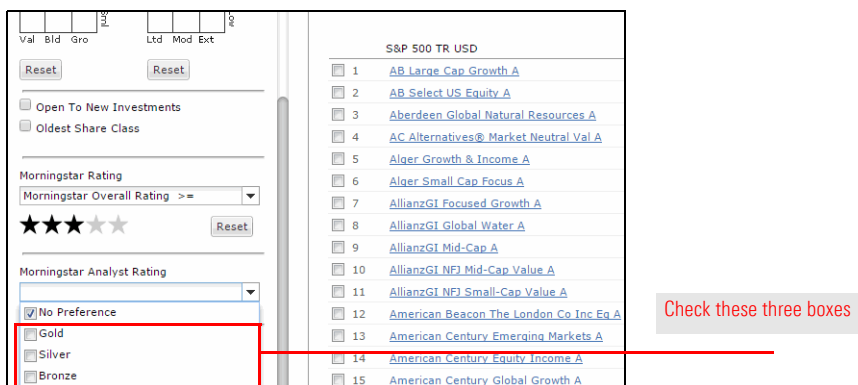 Sml
Low
Val Bld Gro
Ltd Mod Ext
Reset
Reset
Open To New Investments
Oldest Share Class
Morningstar Rating
Morningstar Overall Rating >=
Reset
Morningstar Analyst Rating
No Preference
Gold
Silver
Bronze
S&P 500 TR USD
1 AB Large Cap Growth A
2 AB Select US Equity A
3 Aberdeen Global Natural Resources A
4 AC Alternatives® Market Neutral Val A
5 Alger Growth & Income A
6 Alger Small Cap Focus A
7 AllianzGI Focused Growth A
8 AllianzGI Global Water A
9 AllianzGI Mid-Cap A
10 AllianzGI NFJ Mid-Cap Value A
11 AllianzGI NFJ Small-Cap Value A
12 American Beacon The London Co Inc Eq A
13 American Century Emerging Markets A
14 American Century Equity Income A
15 American Century Global Growth A
Check these three boxes